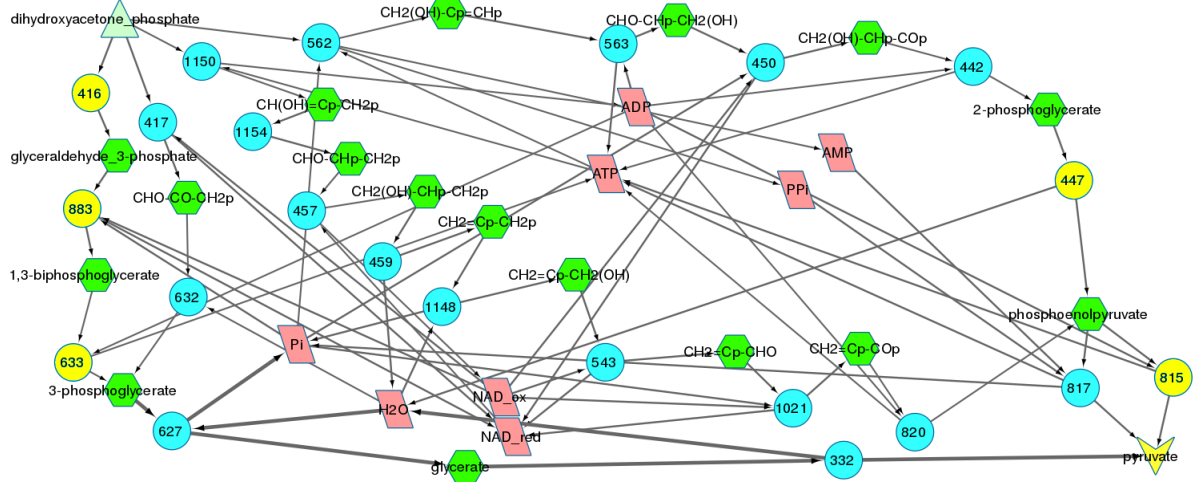 dihydroxyacetone_phosphate
CH2(OH)-Cp=CHp
CHO-CHp-CH2(OH)
CH2(OH)-CHp-COp
562
563
450
442
1150
416
417
CH(OH)=Cp-CH2p
1154
ADP
2-phosphoglycerate
glyceraldehyde_3-phosphate
CHO-CHp-CH2p
AMP
ATP
PPi
447
CHO-CO-CH2p
CH2(OH)-CHp-CH2p
883
457
CH2=Cp-CH2p
459
1,3-biphosphoglycerate
CH2=Cp-CH2(OH)
632
1148
phosphoenolpyruvate
Pi
633
543
CH2=Cp-CHO
CH2=Cp-COp
3-phosphoglycerate
817
815
NAD_ox
H2O
1021
627
NAD_red
820
glycerate
332
pyruvate